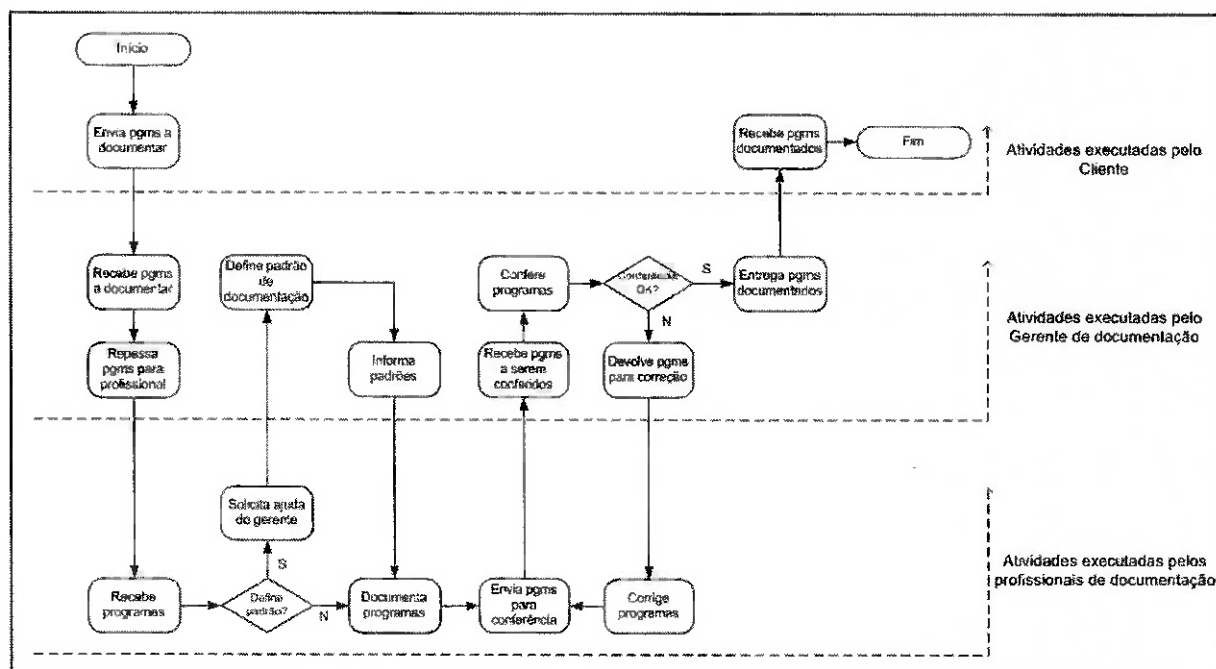 Início
Envia pgms a
documentar
Recebe pgms
documentados
Fim
Atividades executadas pelo
Cliente
Recebe pgms
a documentar
Define padrão
de
documentação
Confere
programas
OK?
S
Entrega pgms
documentados
N
Repassa
pgms para
profissional
Informa
padrões
Recebe pgms
a serem
conferidos
Devolve pgms
para correção
Atividades executadas pelo
Gerente de documentação
Solicita ajuda
do gerente
S
Recebe
programas
Define
padrão?
N
Documenta
programas
Envia pgms
para
conferência
Corrige
programas
Atividades executadas pelos
profissionais de documentação